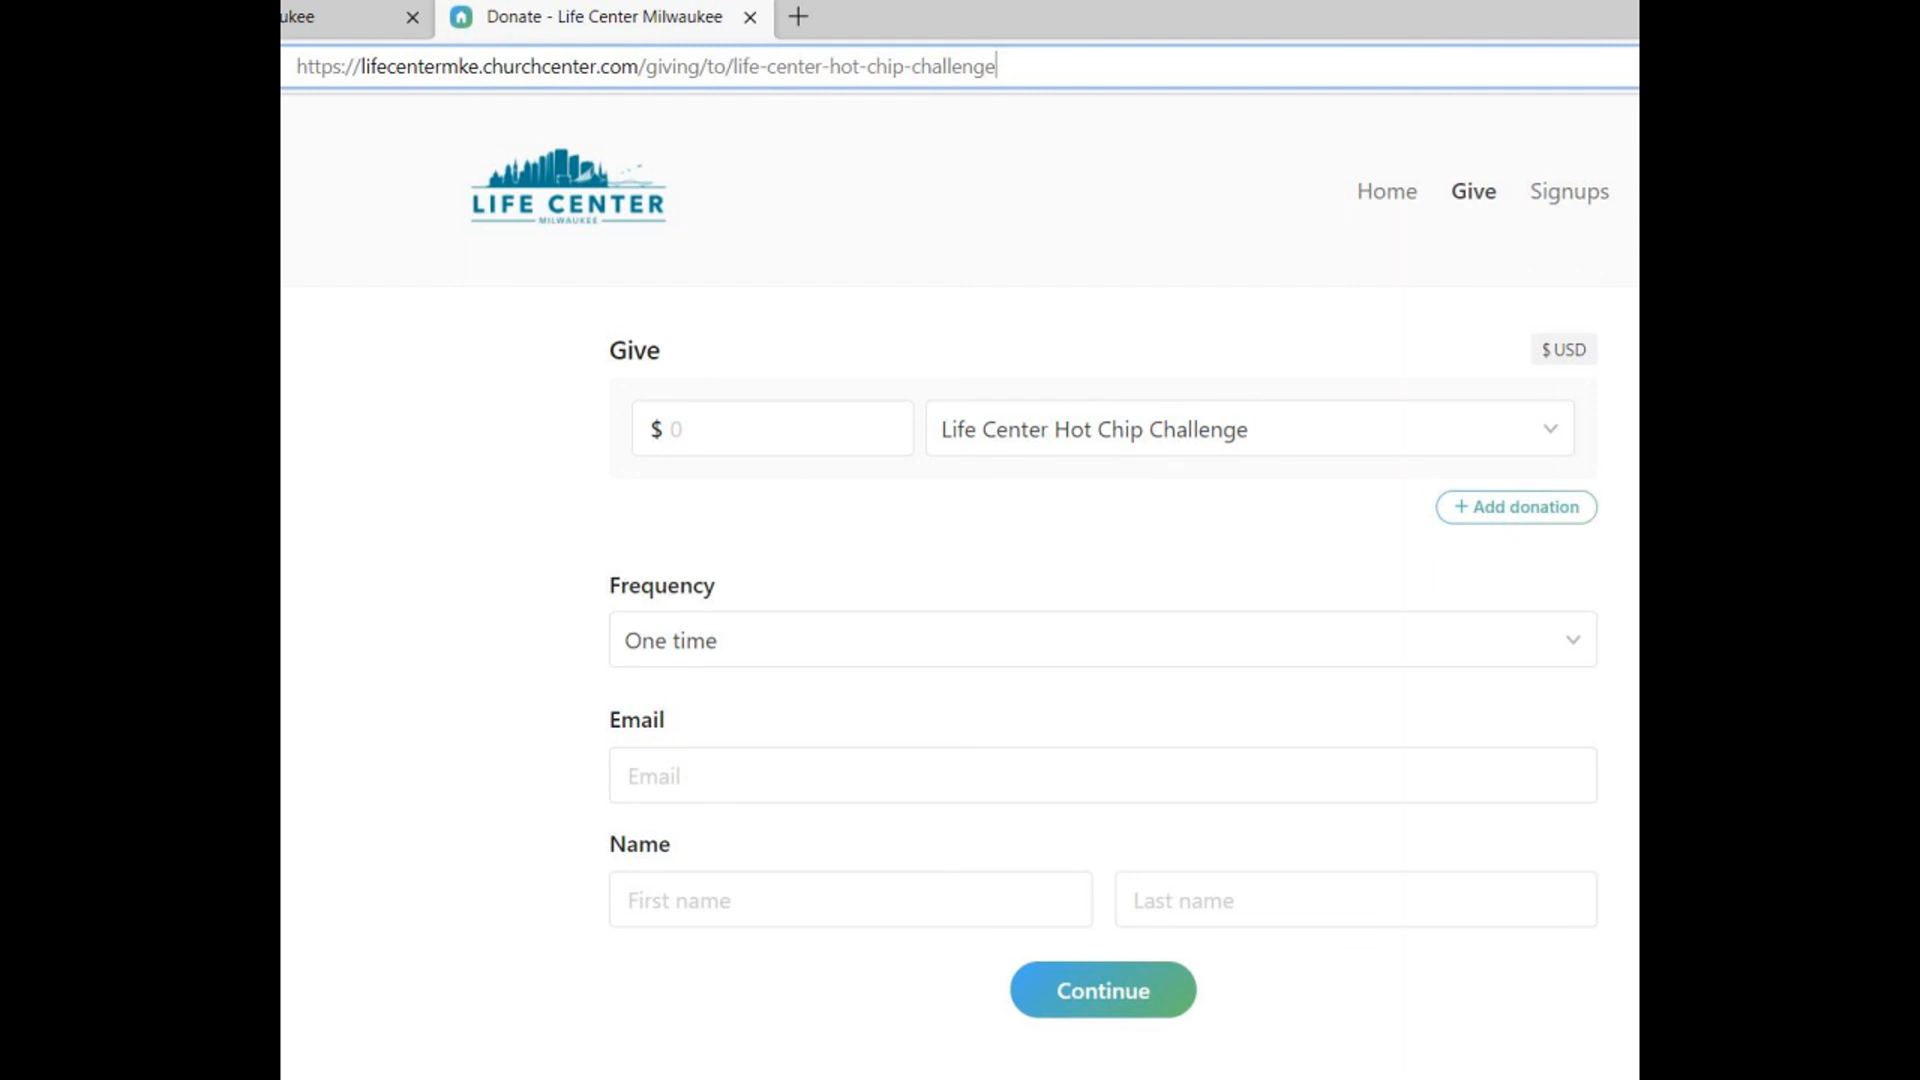 ukee
Donate - Life Center Milwaukee
https://lifecentermke.churchcenter.com/giving/to/life-center-hot-chip-challenge
LIFE CENTER
MILWAUKEE
Home Give Signups
Give
$ USD
$ 0
Life Center Hot Chip Challenge
+ Add donation
Frequency
One time
Email
Email
Name
First name
Last name
Continue